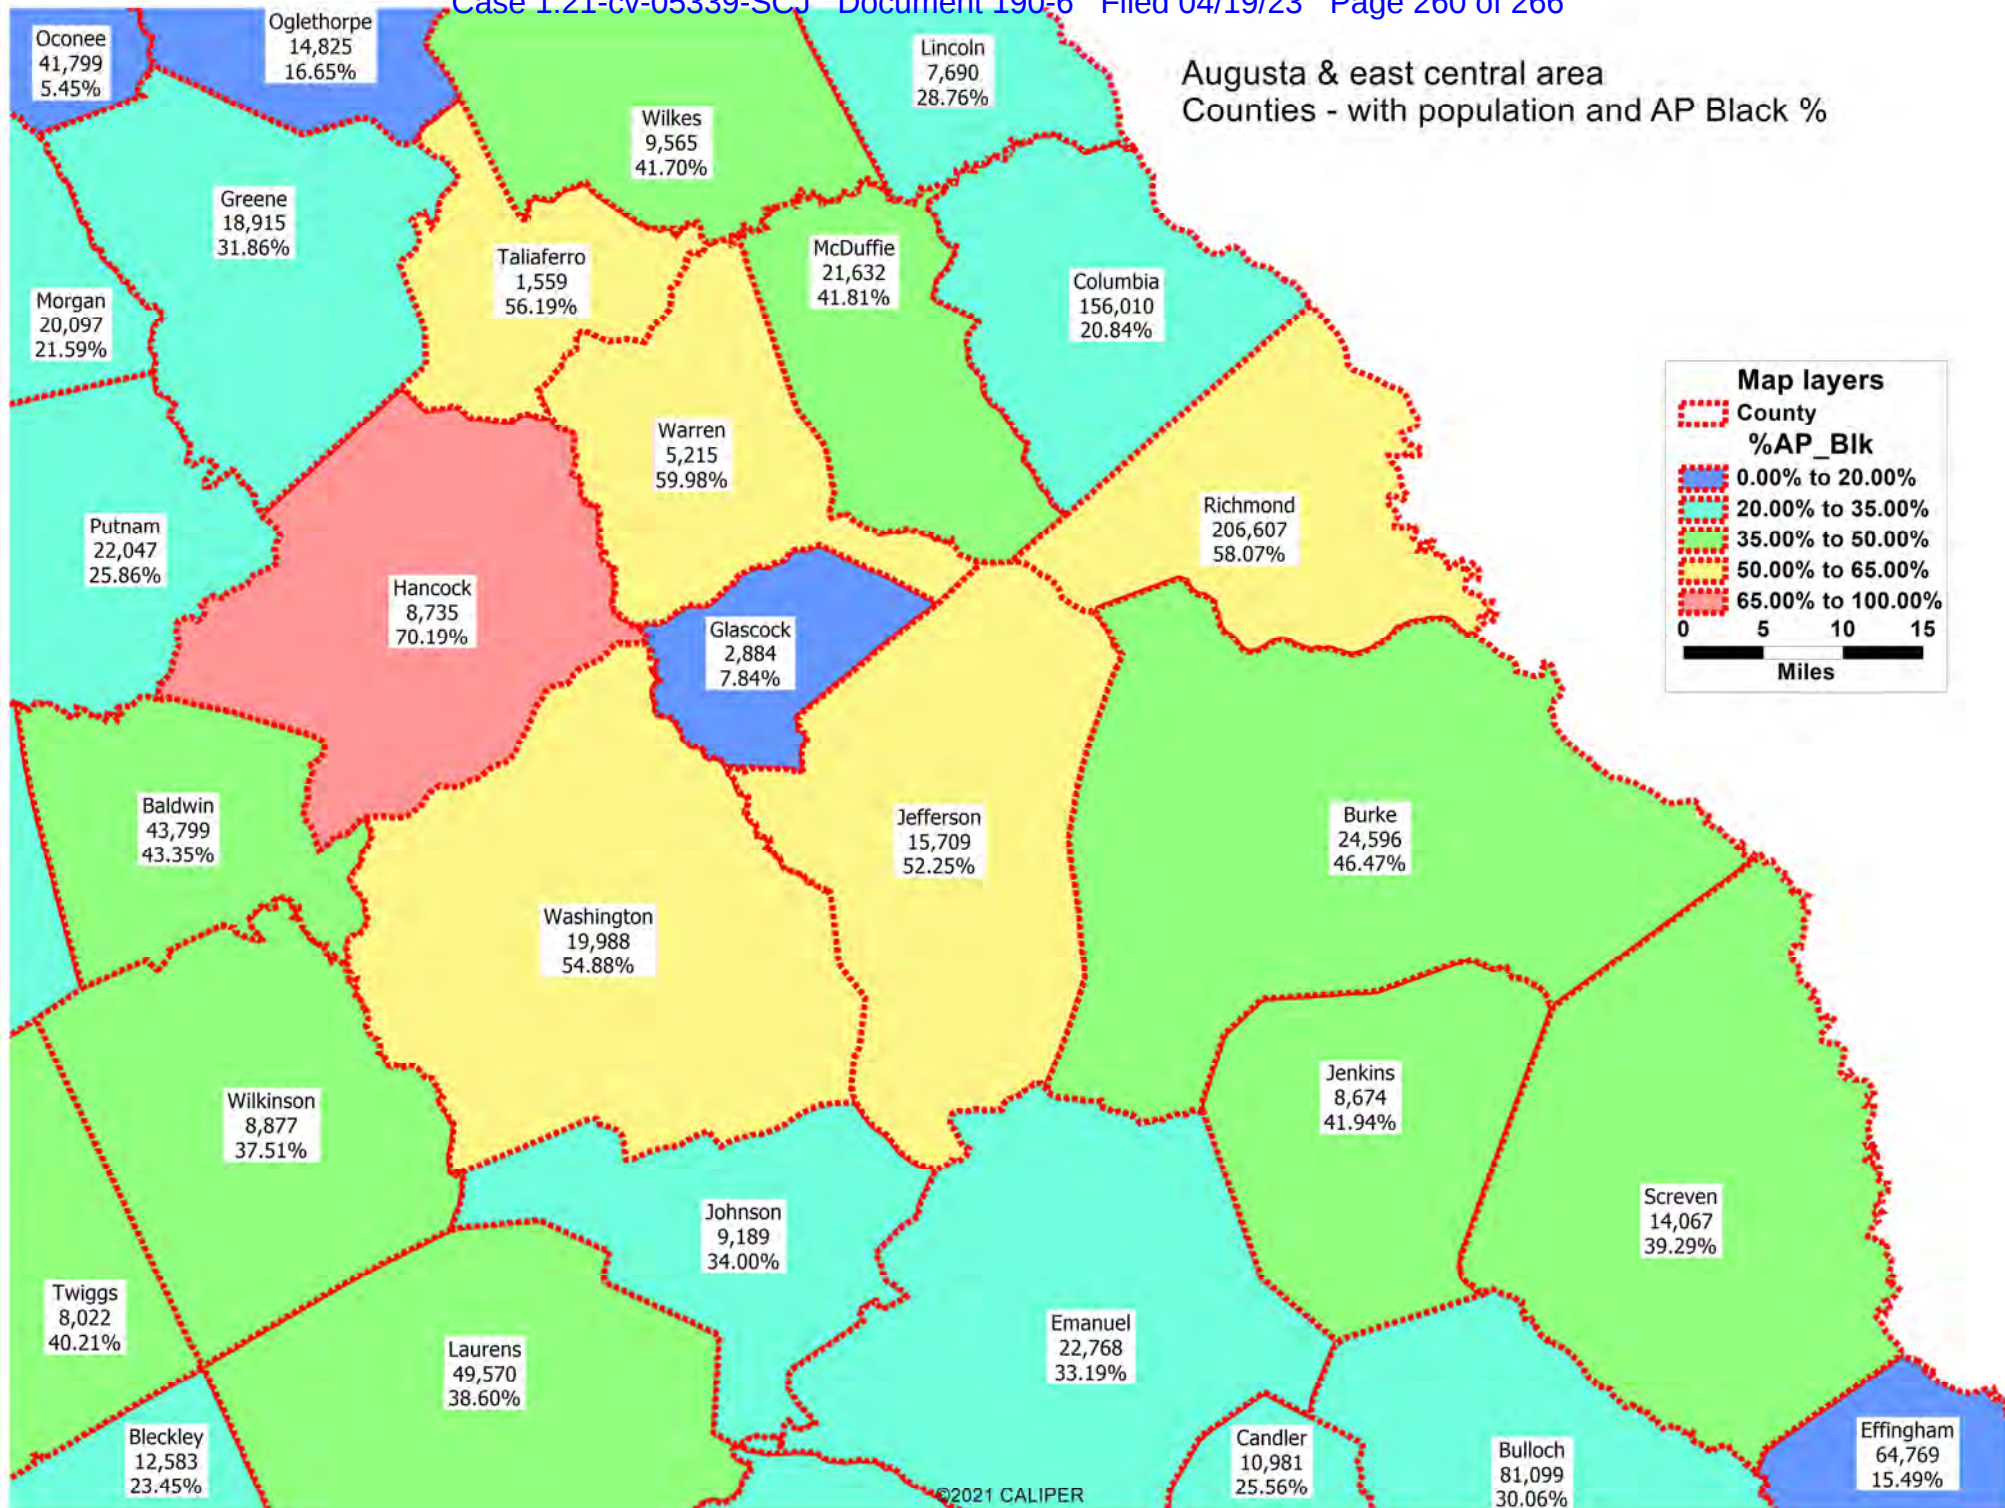 Case 1:21-cv-05339-SCJ Document 190-6 Filed 04/19/23 Page 260 of 266
Augusta & east central area
Counties - with population and AP Black %
Oconee
41,799
5.45%
Oglethorpe
14,825
16.65%
Lincoln
7,690
28.76%
Wilkes
9,565
41.70%
Greene
18,915
31.86%
Taliaferro
1,559
56.19%
McDuffie
21,632
41.81%
Columbia
156,010
20.84%
Morgan
20,097
21.59%
Warren
5,215
59.98%
Richmond
206,607
58.07%
Map layers
County
%AP_Blk
0.00% to 20.00%
20.00% to 35.00%
35.00% to 50.00%
50.00% to 65.00%
65.00% to 100.00%
0 5 10 15
Miles
Putnam
22,047
25.86%
Hancock
8,735
70.19%
Glascock
2,884
7.84%
Baldwin
43,799
43.35%
Jefferson
15,709
52.25%
Burke
24,596
46.47%
Washington
19,988
54.88%
Wilkinson
8,877
37.51%
Jenkins
8,674
41.94%
Johnson
9,189
34.00%
Screven
14,067
39.29%
Twiggs
8,022
40.21%
Laurens
49,570
38.60%
Emanuel
22,768
33.19%
Bleckley
12,583
23.45%
Candler
10,981
25.56%
Bulloch
81,099
30.06%
Effingham
64,769
15.49%
©2021 CALIPER